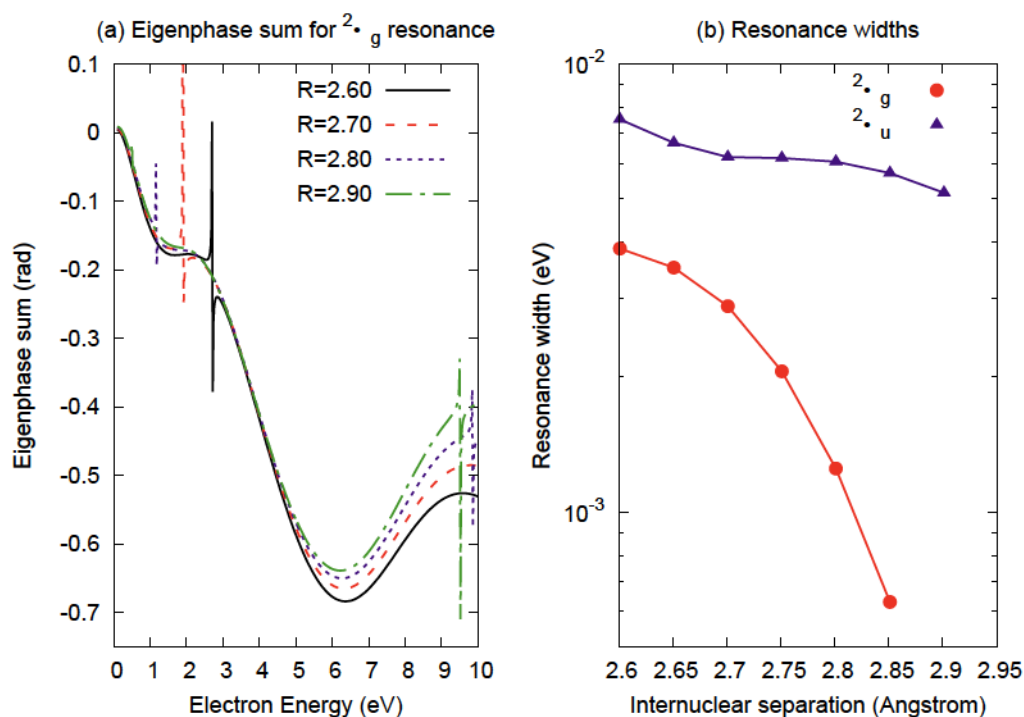 (a) Eigenphase sum for ²• g resonance
0.1
0
-0.1
-0.2
-0.3
-0.4
-0.5
-0.6
-0.7
Eigenphase sum (rad)
R=2.60
R=2.70
R=2.80
R=2.90
0 1 2 3 4 5 6 7 8 9 10
Electron Energy (eV)
(b) Resonance widths
10⁻²
10⁻³
Resonance width (eV)
²• g
²• u
2.6 2.65 2.7 2.75 2.8 2.85 2.9 2.95
Internuclear separation (Angstrom)